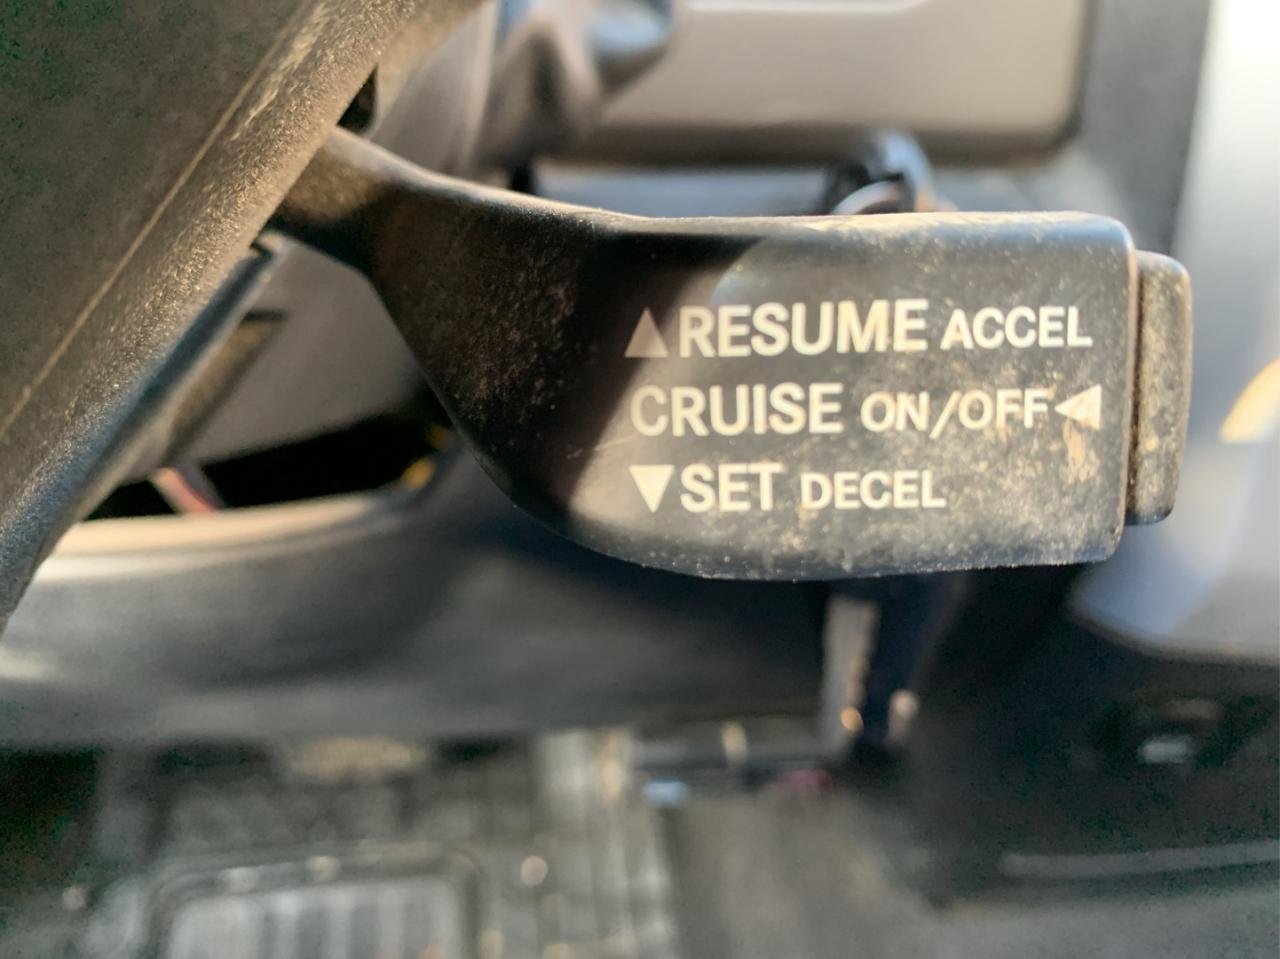 ▲RESUME ACCEL
CRUISE ON/OFF◀
▼SET DECEL